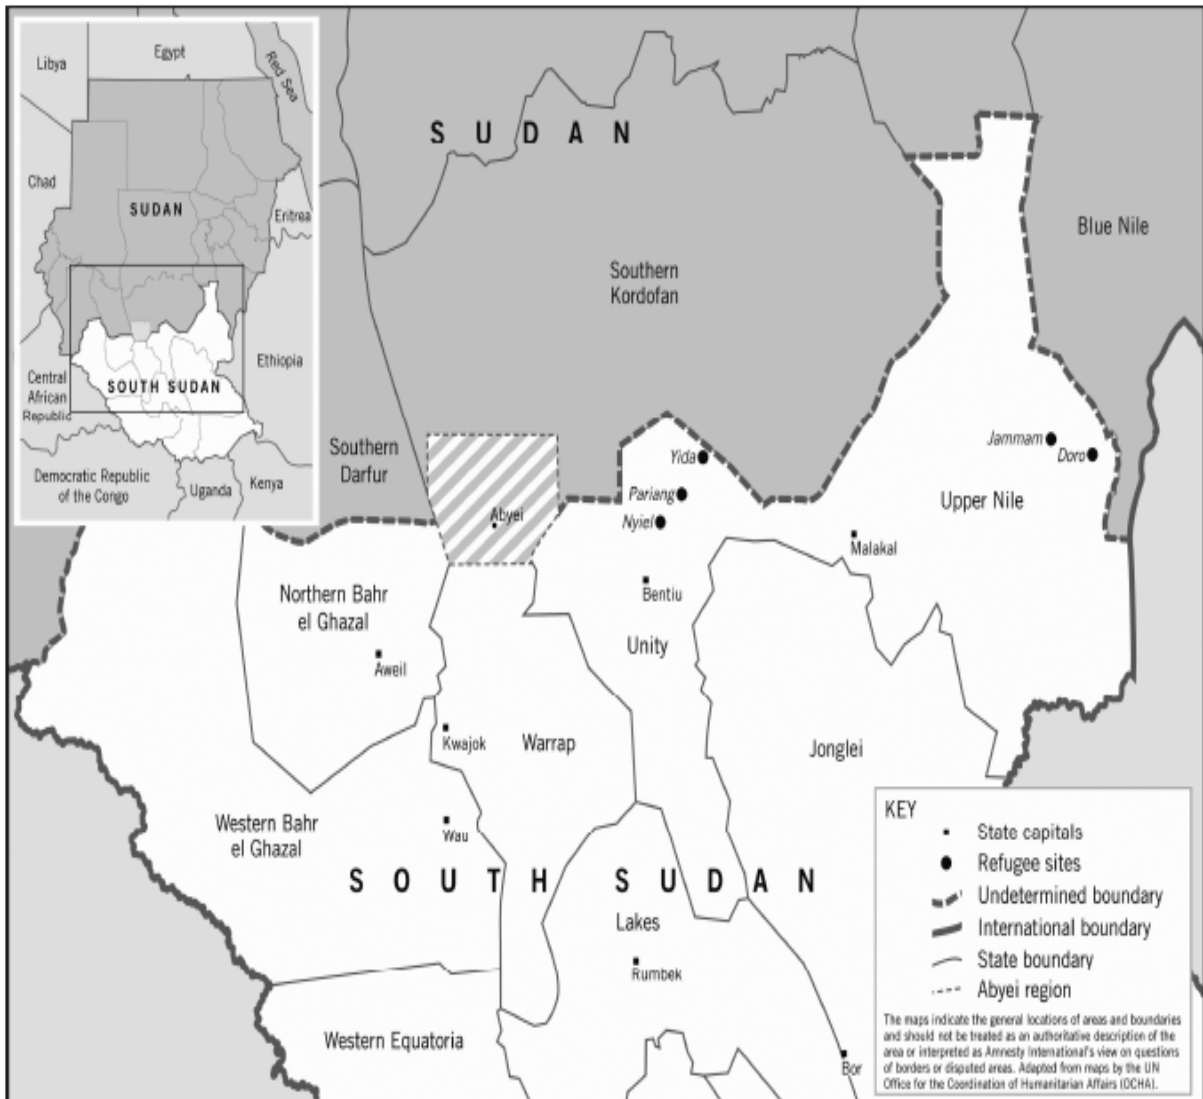 Egypt
Libya
Red Sea
Chad
SUDAN
Eritrea
Ethiopia
Central
African
Republic
SOUTH SUDAN
Democratic Republic
of the Congo
Uganda
Kenya
SUDAN
Blue Nile
Southern
Kordofan
Southern
Darfur
Abyei
Yida
Pariang
Nyiel
Jammam
Doro
Upper Nile
Malakal
Bentiu
Unity
Northern Bahr
el Ghazal
Aweil
Kwajok
Warrap
Jonglei
Western Bahr
el Ghazal
Wau
SOUTH SUDAN
Lakes
Rumbek
Western Equatoria
Bor
KEY
State capitals
Refugee sites
Undetermined boundary
International boundary
State boundary
Abyei region
The maps indicate the general locations of areas and boundaries
and should not be treated as an authoritative description of the
area or interpreted as Amnesty International's view on questions
of borders or disputed areas. Adapted from maps by the UN
Office for the Coordination of Humanitarian Affairs (OCHA).